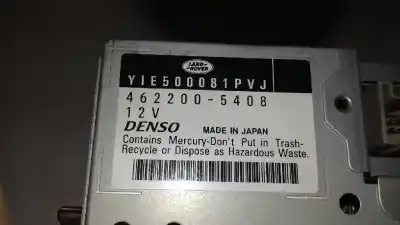 LAND-
ROVER
YIE500081PVJ
462200-5408
12V
DENSO MADE IN JAPAN
Contains Mercury-Don't Put in Trash-
Recycle or Dispose as Hazardous Waste.